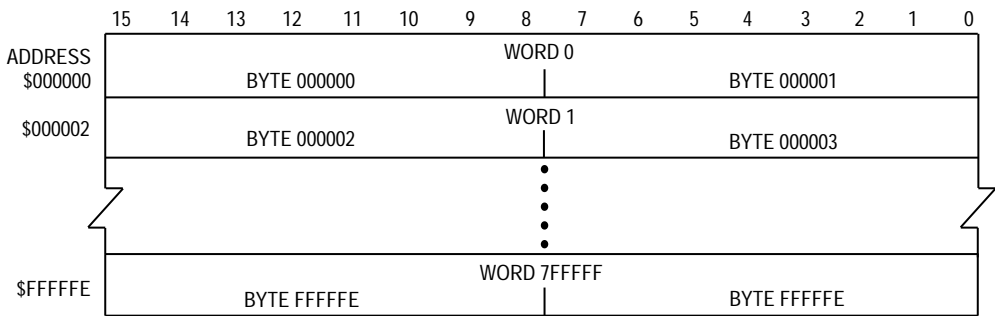 15 14 13 12 11 10 9 8 7 6 5 4 3 2 1 0
ADDRESS
WORD 0
$000000
BYTE 000000 BYTE 000001
$000002
WORD 1
BYTE 000002 BYTE 000003
WORD 7FFFFF
$FFFFFE
BYTE FFFFFE BYTE FFFFFE